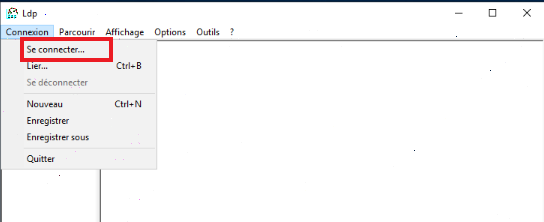 Ldp
Connexion Parcourir Affichage Options Outils ?
Se connecter...
Lier... Ctrl+B
Se déconnecter
Nouveau Ctrl+N
Enregistrer
Enregistrer sous
Quitter